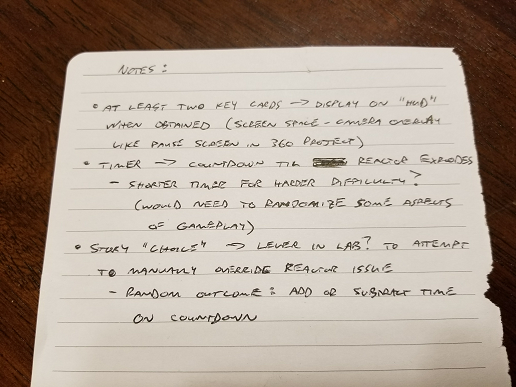 NOTES:
• AT LEAST TWO KEY CARDS → DISPLAY ON "HUD"
WHEN OBTAINED (SCREEN SPACE - CAMERA OVERLAY
LIKE PAUSE SCREEN IN 360 PROJECT)
• TIMER → COUNTDOWN TIL REACTOR EXPLODES
- SHORTER TIMER FOR HARDER DIFFICULTY?
(WOULD NEED TO RANDOMIZE SOME ASPECTS
OF GAMEPLAY)
• STORY "CHOICE" → LEVER IN LAB? TO ATTEMPT
TO MANUALLY OVERRIDE REACTOR ISSUE
- RANDOM OUTCOME: ADD OR SUBTRACT TIME
ON COUNTDOWN